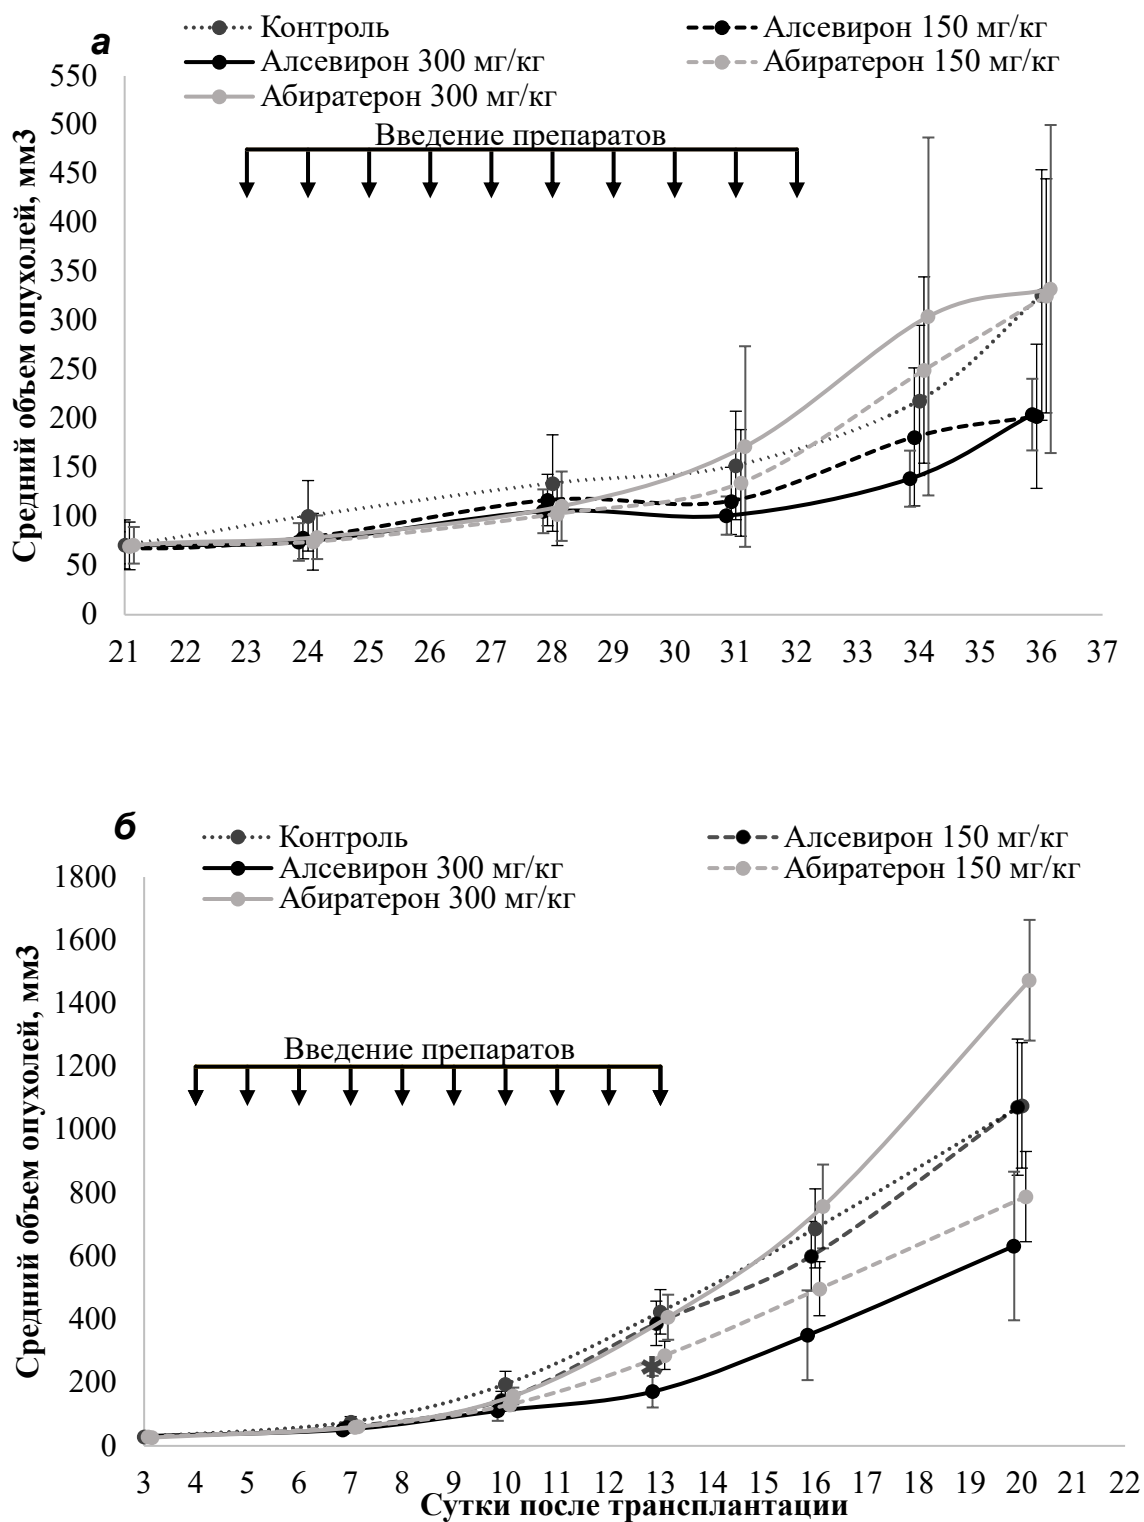 а
Контроль
Алсевирон 150 мг/кг
Алсевирон 300 мг/кг
Абиратерон 150 мг/кг
Абиратерон 300 мг/кг
Введение препаратов
Средний объем опухолей, мм3
550
500
450
400
350
300
250
200
150
100
50
0
21 22 23 24 25 26 27 28 29 30 31 32 33 34 35 36 37
б
Контроль
Алсевирон 150 мг/кг
Алсевирон 300 мг/кг
Абиратерон 150 мг/кг
Абиратерон 300 мг/кг
Введение препаратов
Средний объем опухолей, мм3
1800
1600
1400
1200
1000
800
600
400
200
0
*
3 4 5 6 7 8 9 10 11 12 13 14 15 16 17 18 19 20 21 22
Сутки после трансплантации